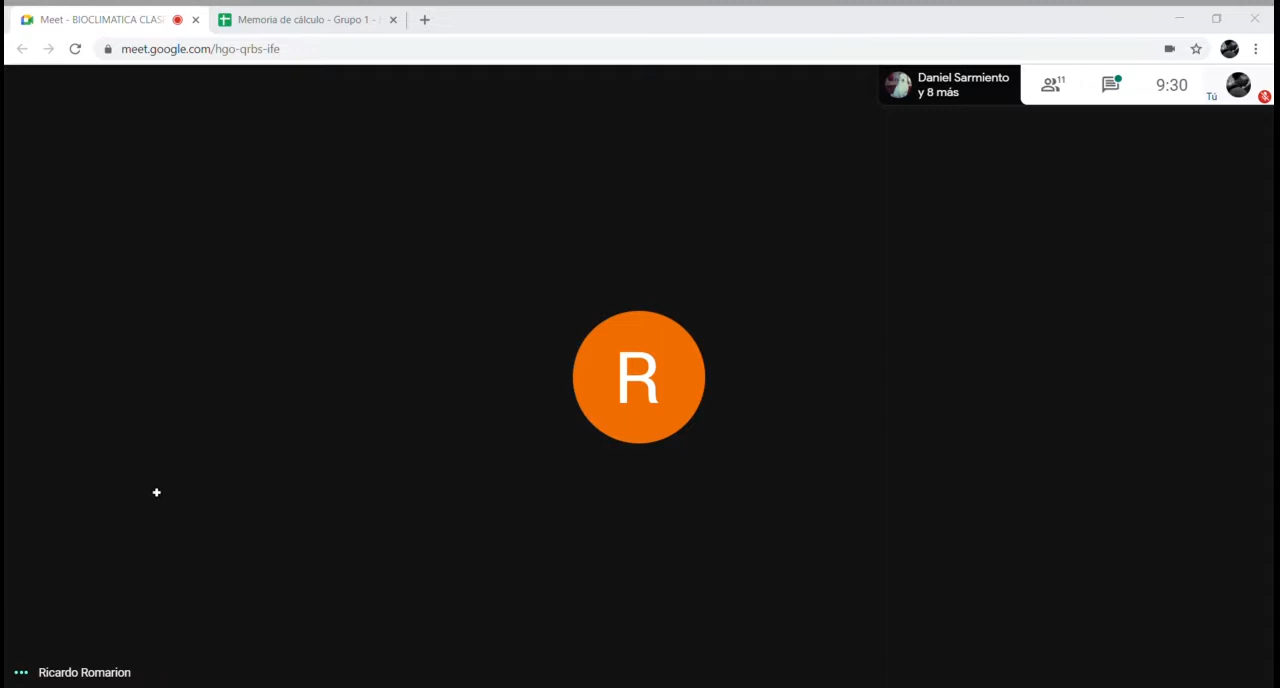 Meet - BIOCLIMATICA CLAS
Memoria de cálculo - Grupo 1 -
meet.google.com/hgo-qrbs-ife
Daniel Sarmiento
y 8 más
11
9:30
Tú
R
Ricardo Romarion